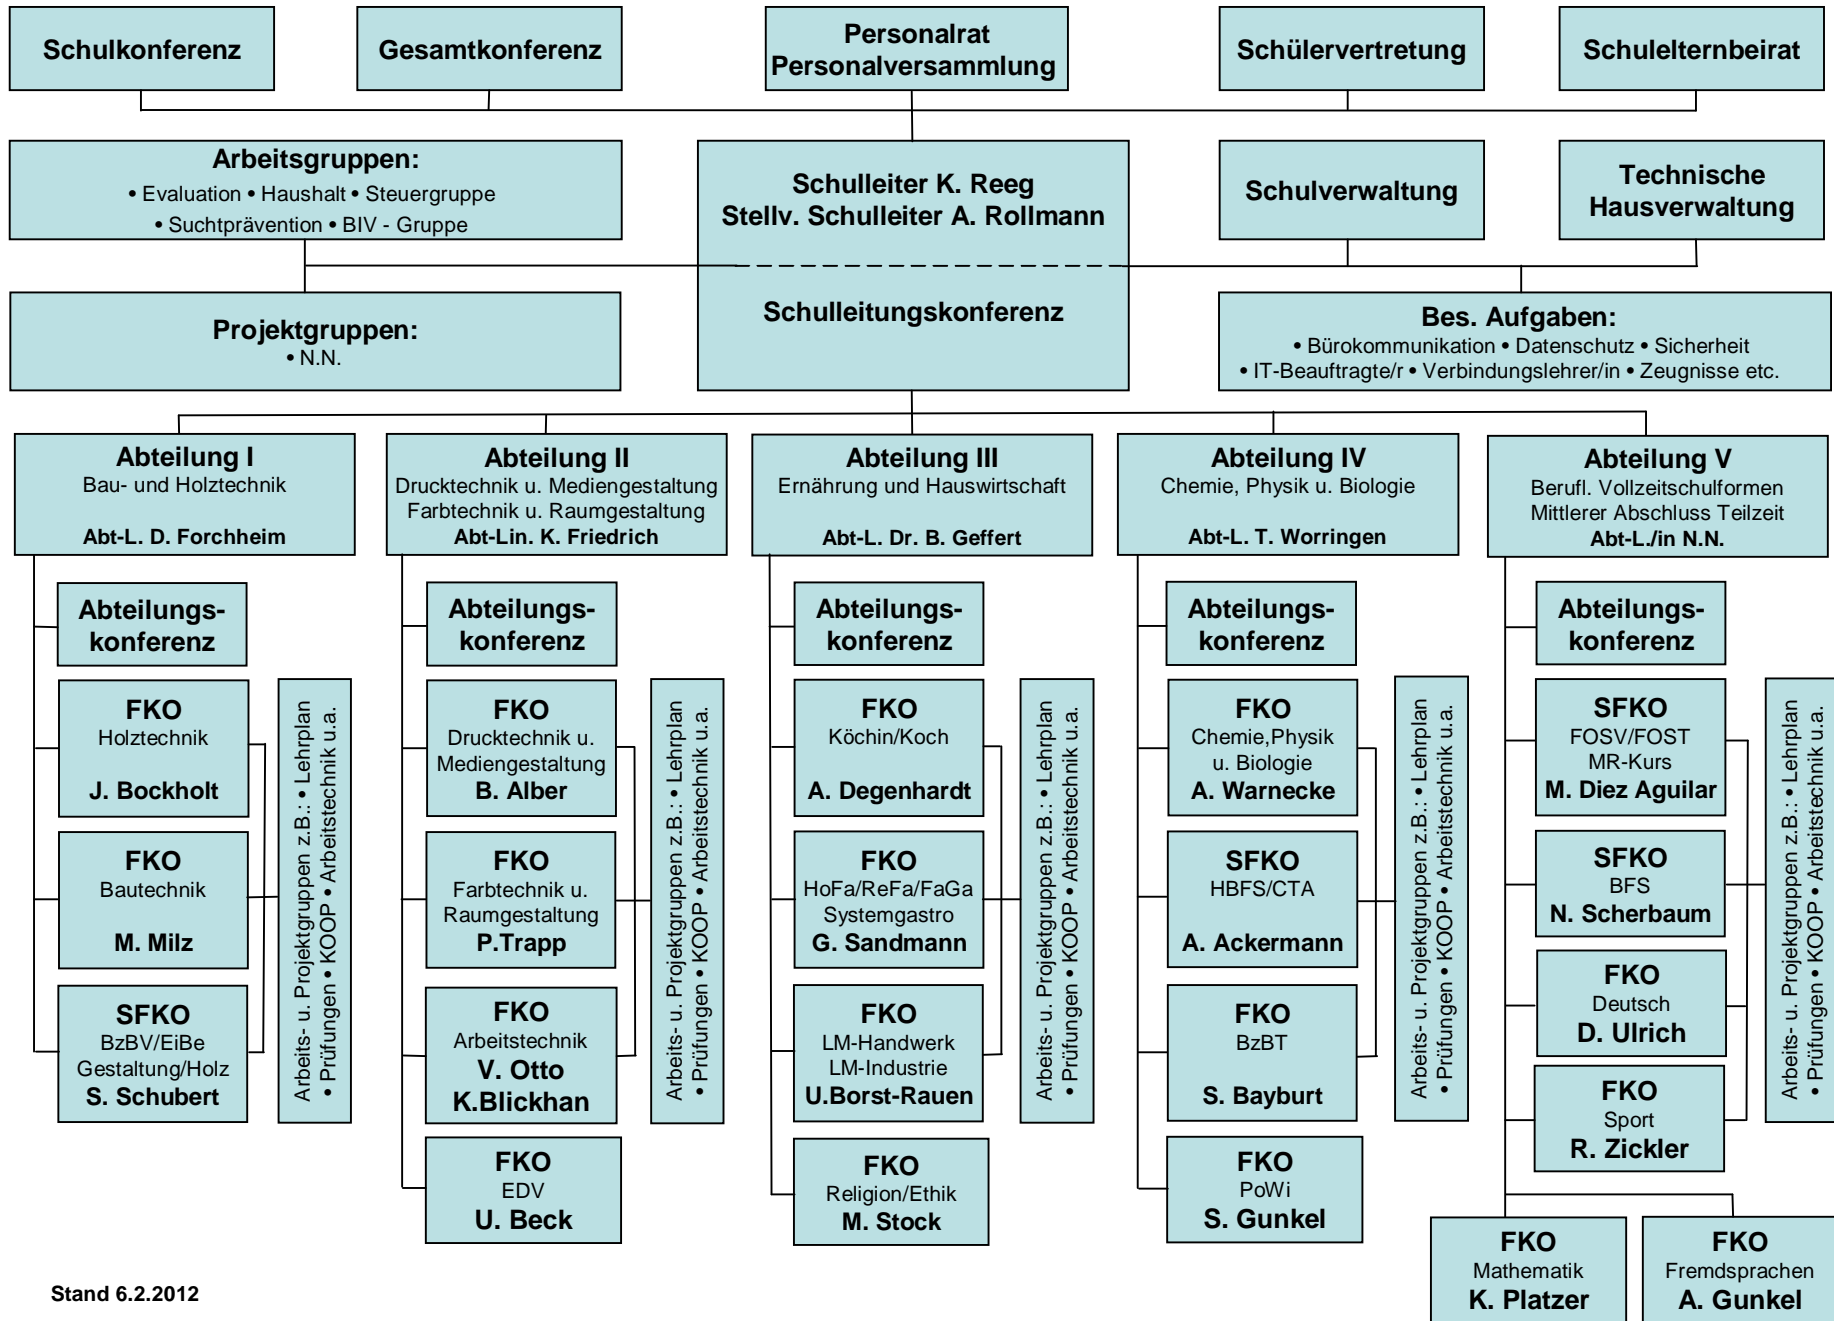 Schulkonferenz
Gesamtkonferenz
Personalrat
Personalversammlung
Schülervertretung
Schulelternbeirat
Arbeitsgruppen:
• Evaluation • Haushalt • Steuergruppe
• Suchtprävention • BIV - Gruppe
Schulleiter K. Reeg
Stellv. Schulleiter A. Rollmann
Schulleitungskonferenz
Schulverwaltung
Technische
Hausverwaltung
Projektgruppen:
• N.N.
Bes. Aufgaben:
• Bürokommunikation • Datenschutz • Sicherheit
• IT-Beauftragte/r • Verbindungslehrer/in • Zeugnisse etc.
Abteilung I
Bau- und Holztechnik
Abt-L. D. Forchheim
Abteilungs-
konferenz
FKO
Holztechnik
J. Bockholt
FKO
Bautechnik
M. Milz
SFKO
BzBV/EiBe
Gestaltung/Holz
S. Schubert
Arbeits- u. Projektgruppen z.B.: • Lehrplan
• Prüfungen • KOOP • Arbeitstechnik u.a.
Abteilung II
Drucktechnik u. Mediengestaltung
Farbtechnik u. Raumgestaltung
Abt-Lin. K. Friedrich
Abteilungs-
konferenz
FKO
Drucktechnik u.
Mediengestaltung
B. Alber
FKO
Farbtechnik u.
Raumgestaltung
P.Trapp
FKO
Arbeitstechnik
V. Otto
K.Blickhan
FKO
EDV
U. Beck
Arbeits- u. Projektgruppen z.B.: • Lehrplan
• Prüfungen • KOOP • Arbeitstechnik u.a.
Abteilung III
Ernährung und Hauswirtschaft
Abt-L. Dr. B. Geffert
Abteilungs-
konferenz
FKO
Köchin/Koch
A. Degenhardt
FKO
HoFa/ReFa/FaGa
Systemgastro
G. Sandmann
FKO
LM-Handwerk
LM-Industrie
U.Borst-Rauen
FKO
Religion/Ethik
M. Stock
Arbeits- u. Projektgruppen z.B.: • Lehrplan
• Prüfungen • KOOP • Arbeitstechnik u.a.
Abteilung IV
Chemie, Physik u. Biologie
Abt-L. T. Worringen
Abteilungs-
konferenz
FKO
Chemie,Physik
u. Biologie
A. Warnecke
SFKO
HBFS/CTA
A. Ackermann
FKO
BzBT
S. Bayburt
FKO
PoWi
S. Gunkel
Arbeits- u. Projektgruppen z.B.: • Lehrplan
• Prüfungen • KOOP • Arbeitstechnik u.a.
Abteilung V
Berufl. Vollzeitschulformen
Mittlerer Abschluss Teilzeit
Abt-L./in N.N.
Abteilungs-
konferenz
SFKO
FOSV/FOST
MR-Kurs
M. Diez Aguilar
SFKO
BFS
N. Scherbaum
FKO
Deutsch
D. Ulrich
FKO
Sport
R. Zickler
Arbeits- u. Projektgruppen z.B.: • Lehrplan
• Prüfungen • KOOP • Arbeitstechnik u.a.
FKO
Mathematik
K. Platzer
FKO
Fremdsprachen
A. Gunkel
Stand 6.2.2012